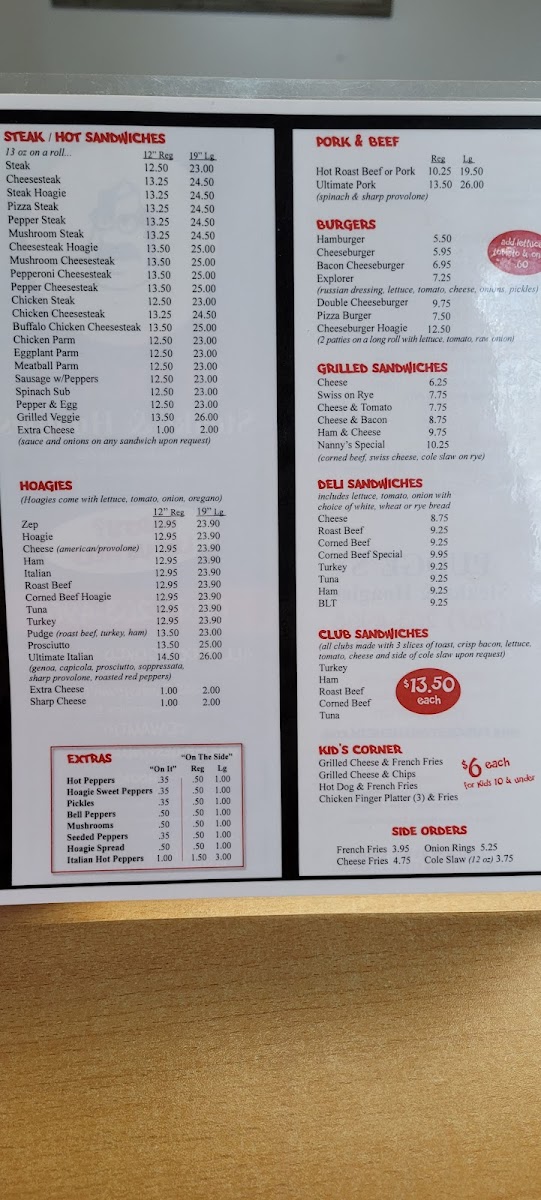 STEAK / HOT SANDWICHES
13 oz on a roll... 12" Reg 19" Lg
Steak 12.50 23.00
Cheesesteak 13.25 24.50
Steak Hoagie 13.25 24.50
Pizza Steak 13.25 24.50
Pepper Steak 13.25 24.50
Mushroom Steak 13.25 24.50
Cheesesteak Hoagie 13.50 25.00
Mushroom Cheesesteak 13.50 25.00
Pepperoni Cheesesteak 13.50 25.00
Pepper Cheesesteak 13.50 25.00
Chicken Steak 12.50 23.00
Chicken Cheesesteak 13.25 24.50
Buffalo Chicken Cheesesteak 13.50 25.00
Chicken Parm 12.50 23.00
Eggplant Parm 12.50 23.00
Meatball Parm 12.50 23.00
Sausage w/Peppers 12.50 23.00
Spinach Sub 12.50 23.00
Pepper & Egg 12.50 23.00
Grilled Veggie 13.50 26.00
Extra Cheese 1.00 2.00
(sauce and onions on any sandwich upon request)
HOAGIES
(Hoagies come with lettuce, tomato, onion, oregano)
12" Reg 19" Lg
Zep 12.95 23.90
Hoagie 12.95 23.90
Cheese (american/provolone) 12.95 23.90
Ham 12.95 23.90
Italian 12.95 23.90
Roast Beef 12.95 23.90
Corned Beef Hoagie 12.95 23.90
Tuna 12.95 23.90
Turkey 12.95 23.90
Pudge (roast beef, turkey, ham) 13.50 23.00
Prosciutto 13.50 25.00
Ultimate Italian 14.50 26.00
(genoa, capicola, prosciutto, soppressata,
sharp provolone, roasted red peppers)
Extra Cheese 1.00 2.00
Sharp Cheese 1.00 2.00
EXTRAS "On The Side"
"On It" Reg Lg
Hot Peppers .35 .50 1.00
Hoagie Sweet Peppers .35 .50 1.00
Pickles .35 .50 1.00
Bell Peppers .50 .50 1.00
Mushrooms .50 .50 1.00
Seeded Peppers .35 .50 1.00
Hoagie Spread .50 .50 1.00
Italian Hot Peppers 1.00 1.50 3.00
PORK & BEEF
Reg Lg
Hot Roast Beef or Pork 10.25 19.50
Ultimate Pork 13.50 26.00
(spinach & sharp provolone)
BURGERS
Hamburger 5.50
Cheeseburger 5.95
Bacon Cheeseburger 6.95
Explorer 7.25
(russian dressing, lettuce, tomato, cheese, onions, pickles)
Double Cheeseburger 9.75
Pizza Burger 7.50
Cheeseburger Hoagie 12.50
(2 patties on a long roll with lettuce, tomato, raw onion)
add lettuce
tomato & on
.60
GRILLED SANDWICHES
Cheese 6.25
Swiss on Rye 7.75
Cheese & Tomato 7.75
Cheese & Bacon 8.75
Ham & Cheese 9.75
Nanny's Special 10.25
(corned beef, swiss cheese, cole slaw on rye)
DELI SANDWICHES
includes lettuce, tomato, onion with
choice of white, wheat or rye bread
Cheese 8.75
Roast Beef 9.25
Corned Beef 9.25
Corned Beef Special 9.95
Turkey 9.25
Tuna 9.25
Ham 9.25
BLT 9.25
CLUB SANDWICHES
(all clubs made with 3 slices of toast, crisp bacon, lettuce,
tomato, cheese and side of cole slaw upon request)
Turkey
Ham
Roast Beef
Corned Beef
Tuna
$13.50
each
KID'S CORNER
Grilled Cheese & French Fries
Grilled Cheese & Chips
Hot Dog & French Fries
Chicken Finger Platter (3) & Fries
$6 each
for kids 10 & under
SIDE ORDERS
French Fries 3.95 Onion Rings 5.25
Cheese Fries 4.75 Cole Slaw (12 oz) 3.75